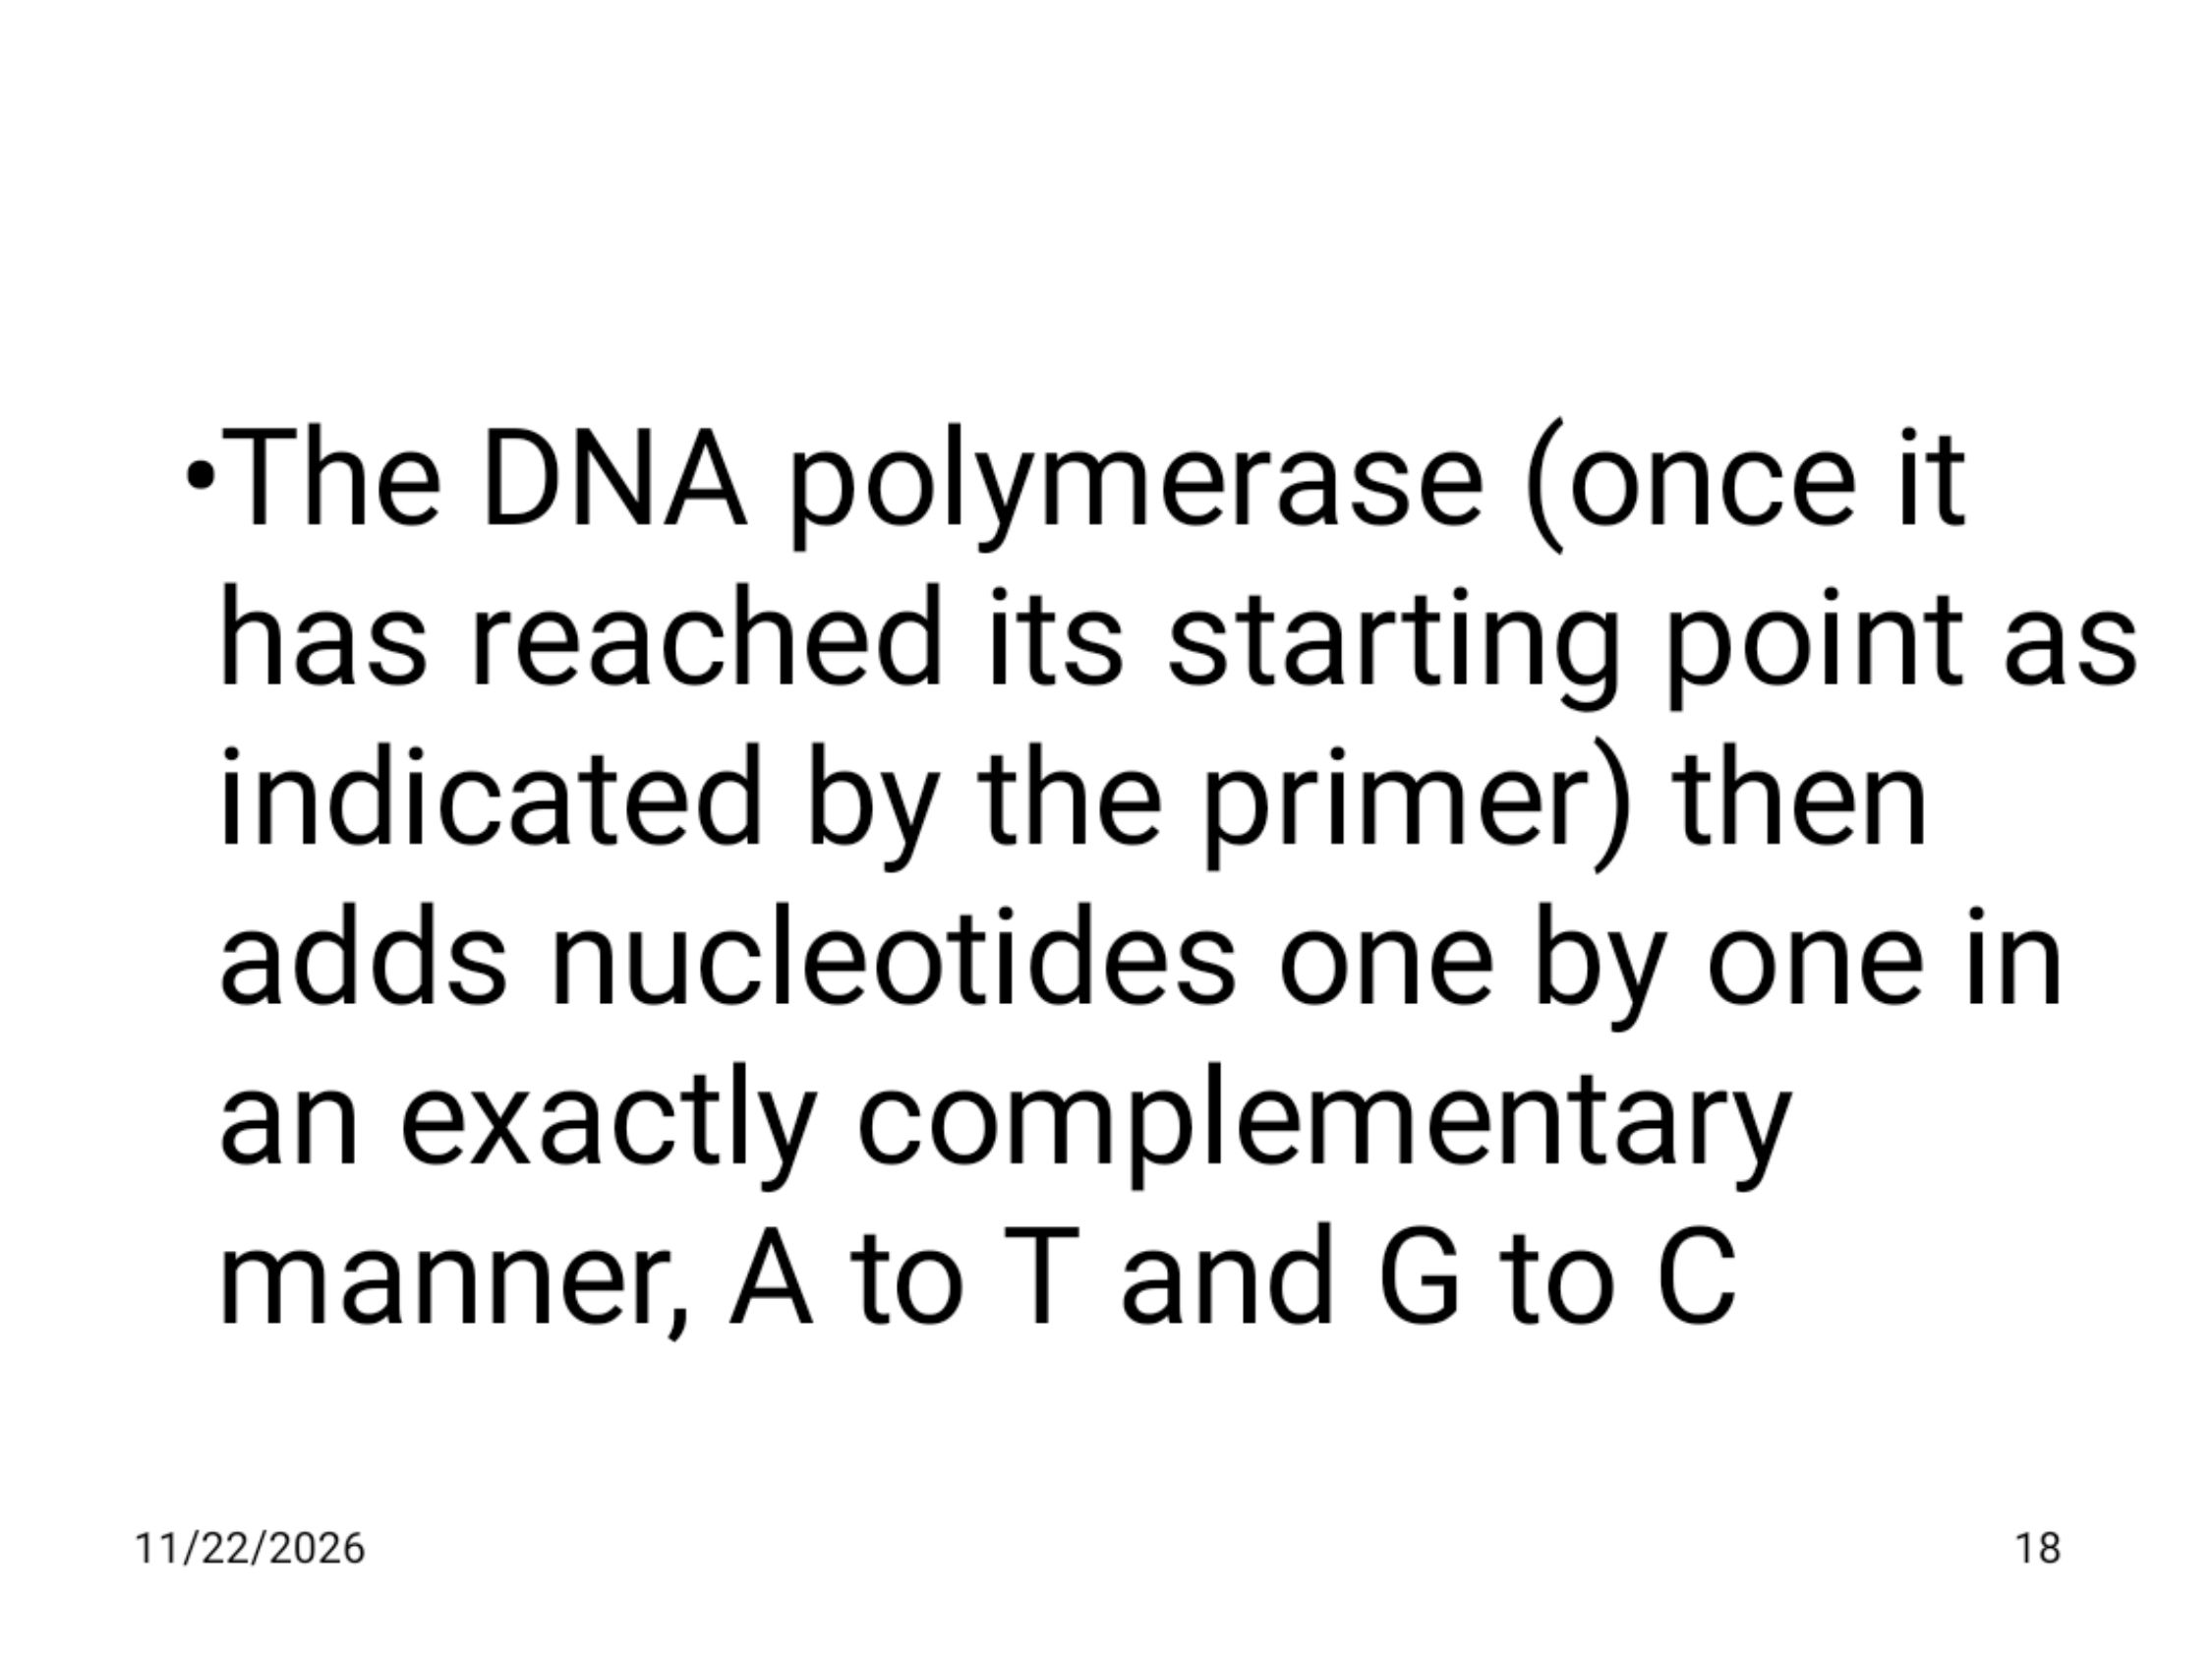 •The DNA polymerase (once it
has reached its starting point as
indicated by the primer) then
adds nucleotides one by one in
an exactly complementary
manner, A to T and G to C
11/22/2026
18